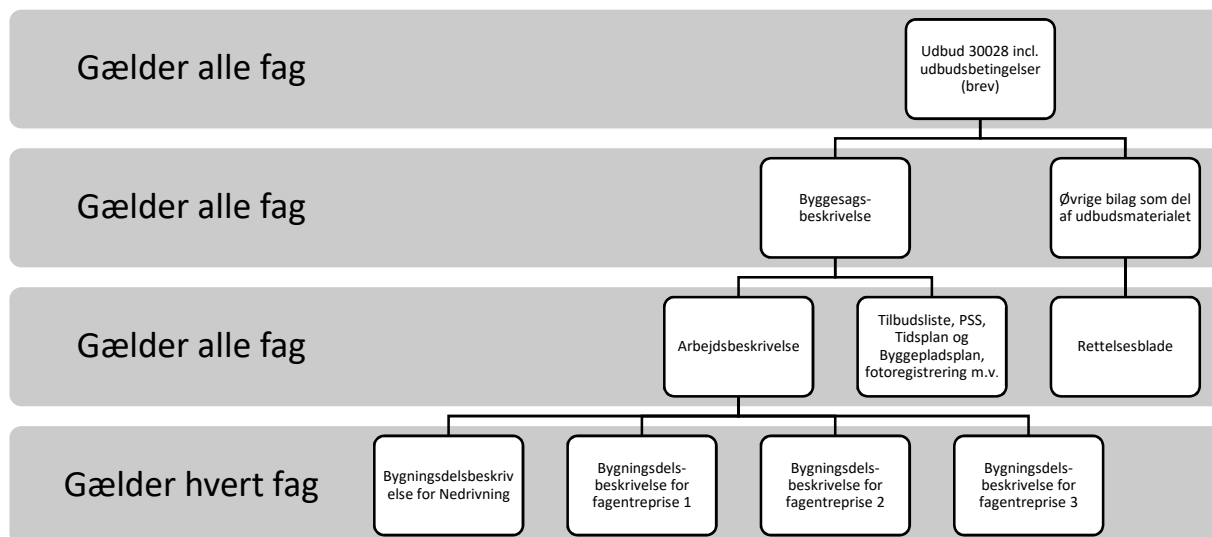 Gælder alle fag
Udbud 30028 incl.
udbudsbetingelser
(brev)
Gælder alle fag
Byggesags-
beskrivelse
Øvrige bilag som del
af udbudsmaterialet
Gælder alle fag
Arbejdsbeskrivelse
Tilbudsliste, PSS,
Tidsplan og
Byggepladsplan,
fotoregistrering m.v.
Rettelsesblade
Gælder hvert fag
Bygningsdelsbeskriv
else for Nedrivning
Bygningsdels-
beskrivelse for
fagentreprise 1
Bygningsdels-
beskrivelse for
fagentreprise 2
Bygningsdels-
beskrivelse for
fagentreprise 3